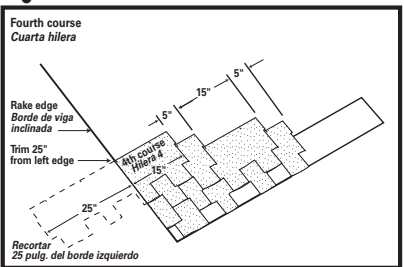 Fourth course
Cuarta hilera
5"
15"
5"
Rake edge
Borde de viga
inclinada
Trim 25"
from left edge
4th course
Hilera 4
15"
25"
Recortar
25 pulg. del borde izquierdo